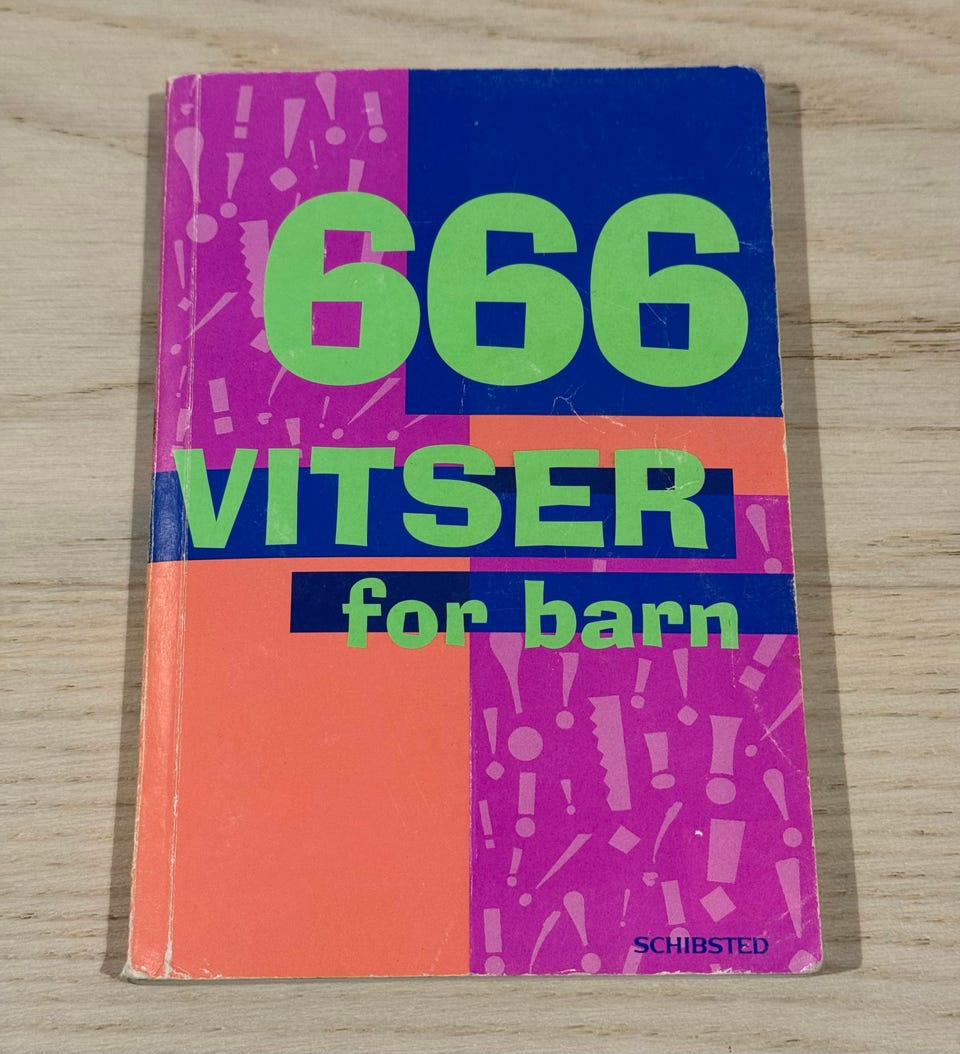 666
VITSER
for barn
SCHIBSTED